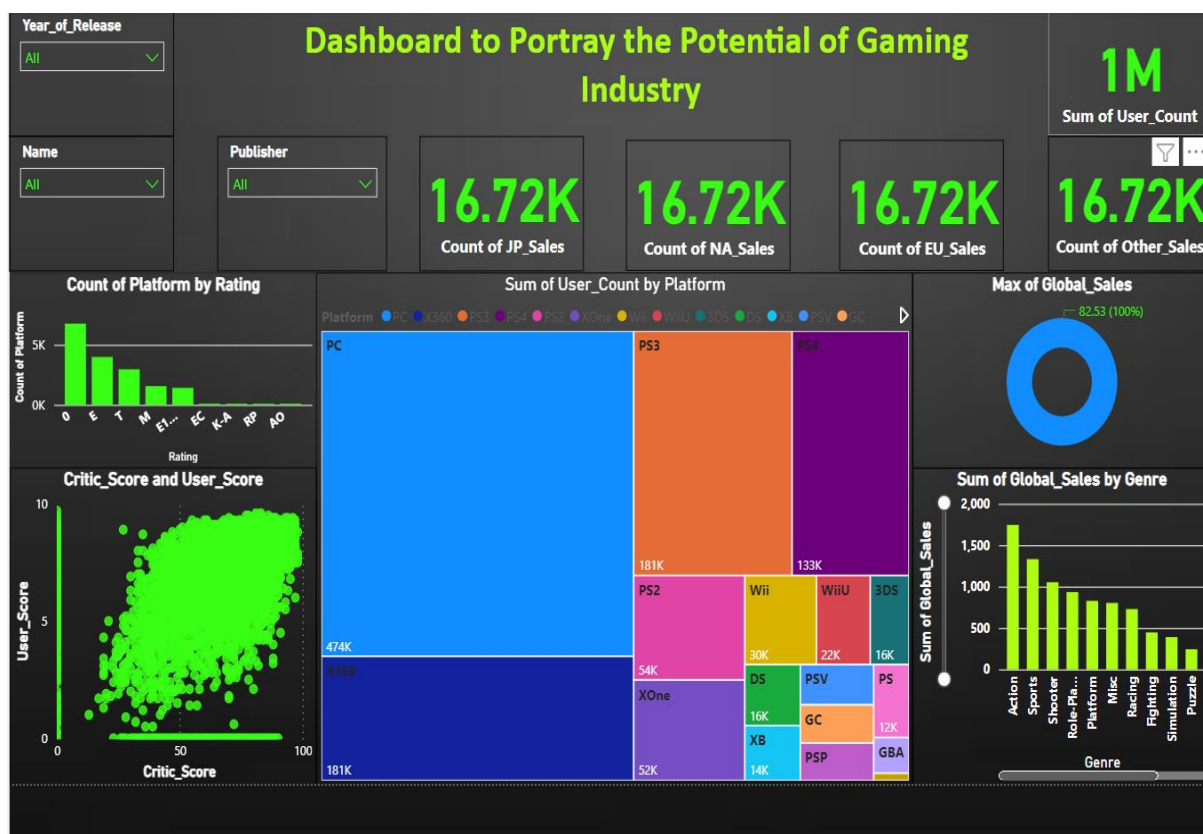 Year_of_Release
All
Dashboard to Portray the Potential of Gaming
Industry
1M
Sum of User_Count
Name
All
Publisher
All
16.72K
Count of JP_Sales
16.72K
Count of NA_Sales
16.72K
Count of EU_Sales
16.72K
Count of Other_Sales
Count of Platform by Rating
Count of Platform
5K
0K
0 E T M E1... EC K-A RP AO
Rating
Sum of User_Count by Platform
Platform PC X360 PS3 PS4 PS2 XOne Wii WiiU 3DS DS XB PSV GC
PC
474K
X360
181K
PS3
181K
PS4
133K
PS2
54K
XOne
52K
Wii
30K
WiiU
22K
3DS
16K
DS
16K
XB
14K
PSV
GC
PSP
PS
12K
GBA
Max of Global_Sales
82.53 (100%)
Critic_Score and User_Score
User_Score
10
5
0
0 50 100
Critic_Score
Sum of Global_Sales by Genre
Sum of Global_Sales
2,000
1,500
1,000
500
0
Action Sports Shooter Role-Pla... Platform Misc Racing Fighting Simulation Puzzle
Genre